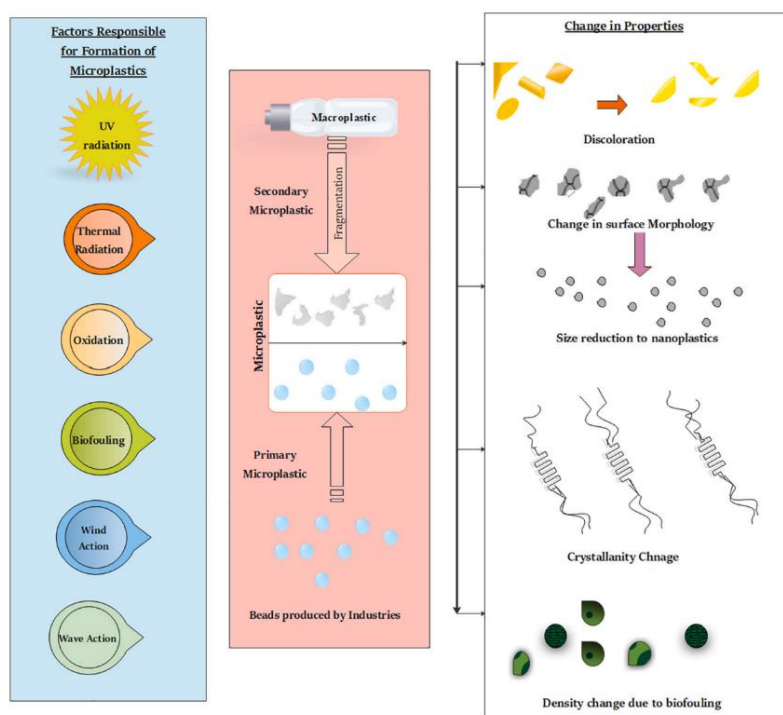 Factors Responsible
for Formation of
Microplastics
UV
radiation
Thermal
Radiation
Oxidation
Biofouling
Wind
Action
Wave Action
Macroplastic
Secondary
Microplastic
Fragmentation
Microplastic
Primary
Microplastic
Beads produced by Industries
Change in Properties
Discoloration
Change in surface Morphology
Size reduction to nanoplastics
Crystallanity Chnage
Density change due to biofouling